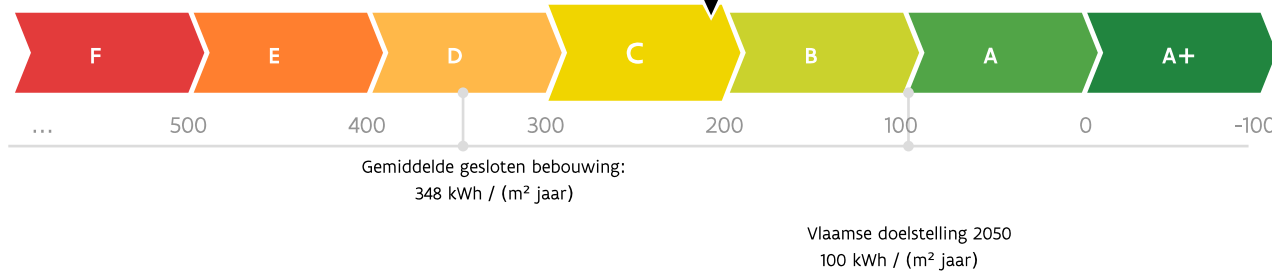 F E D C B A A+
... 500 400 300 200 100 0 -100
Gemiddelde gesloten bebouwing:
348 kWh / (m² jaar)
Vlaamse doelstelling 2050
100 kWh / (m² jaar)